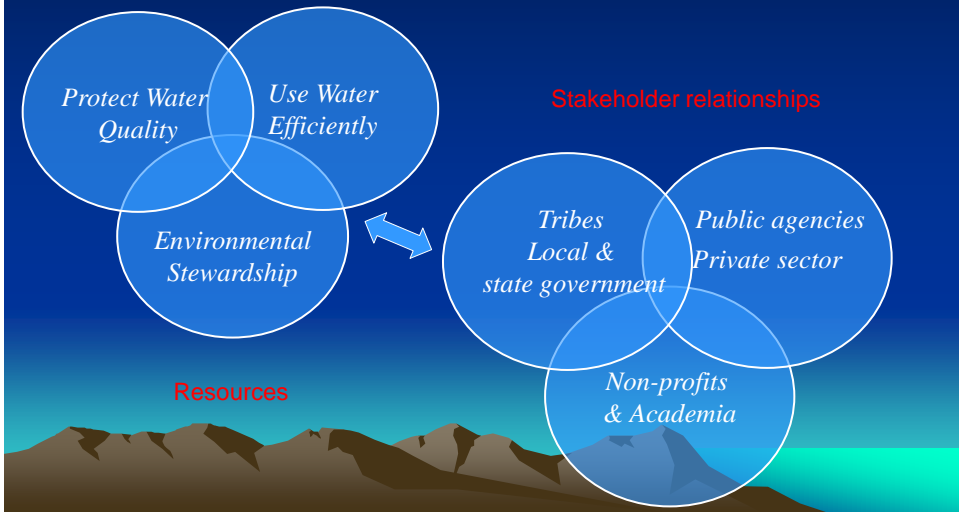 Protect Water
Quality
Use Water
Efficiently
Environmental
Stewardship
Resources
Stakeholder relationships
Tribes
Local &
state government
Public agencies
Private sector
Non-profits
& Academia